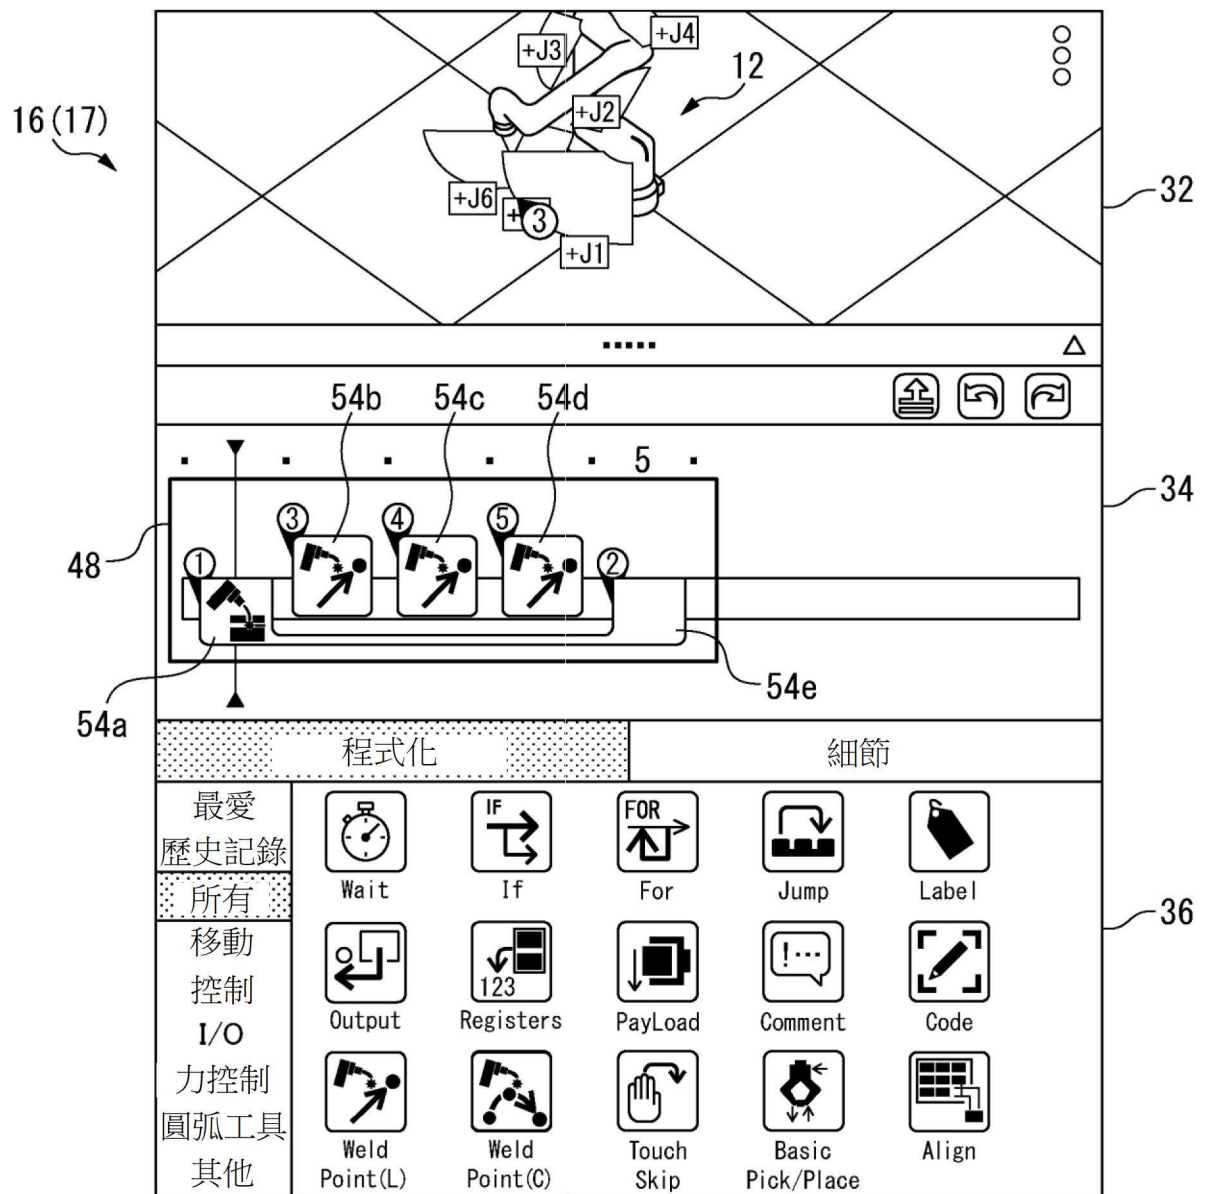 +J3
+J4
12
16(17)
+J2
+J6
+
3
+J1
32
54b
54c
54d
5
34
48
3
4
5
1
2
54e
54a
程式化
細節
最愛
歷史記錄
所有
移動
控制
I/O
力控制
圓弧工具
其他
IF
FOR
Wait
If
For
Jump
Label
36
123
!
Output
Registers
PayLoad
Comment
Code
Weld
Point(L)
Weld
Point(C)
Touch
Skip
Basic
Pick/Place
Align